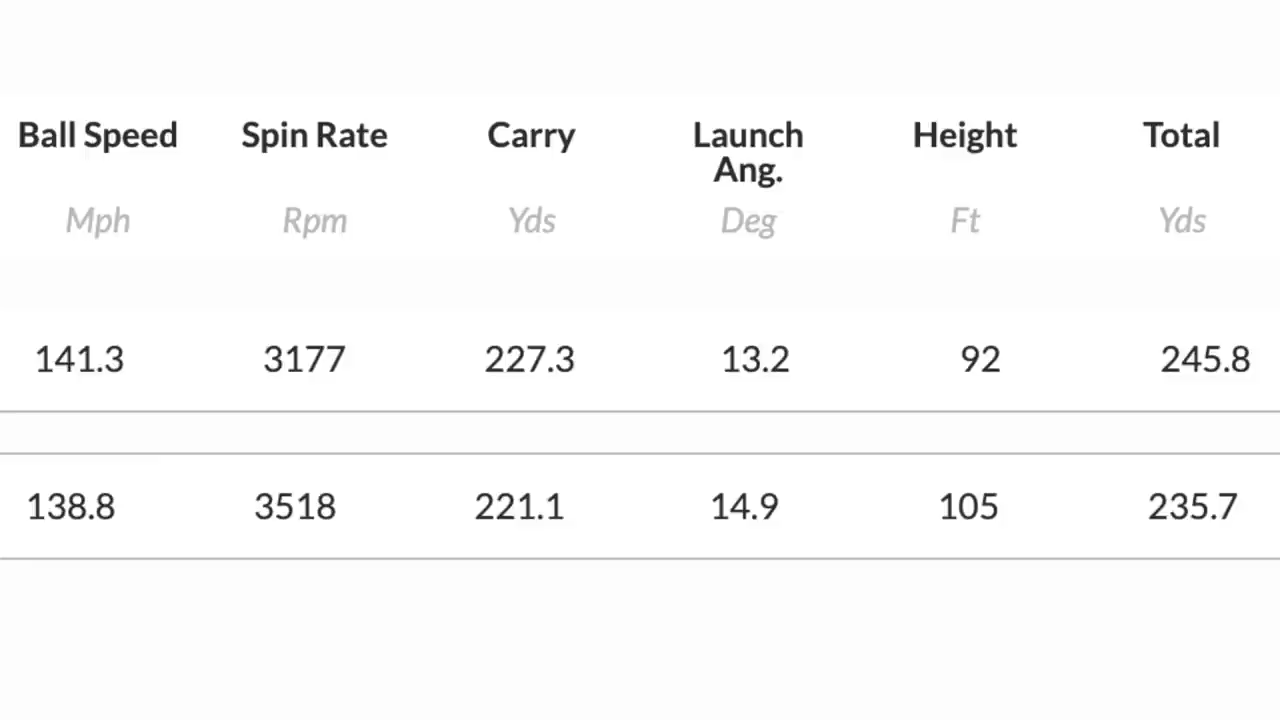 Ball Speed Spin Rate Carry Launch Ang. Height Total
Mph Rpm Yds Deg Ft Yds
141.3 3177 227.3 13.2 92 245.8
138.8 3518 221.1 14.9 105 235.7